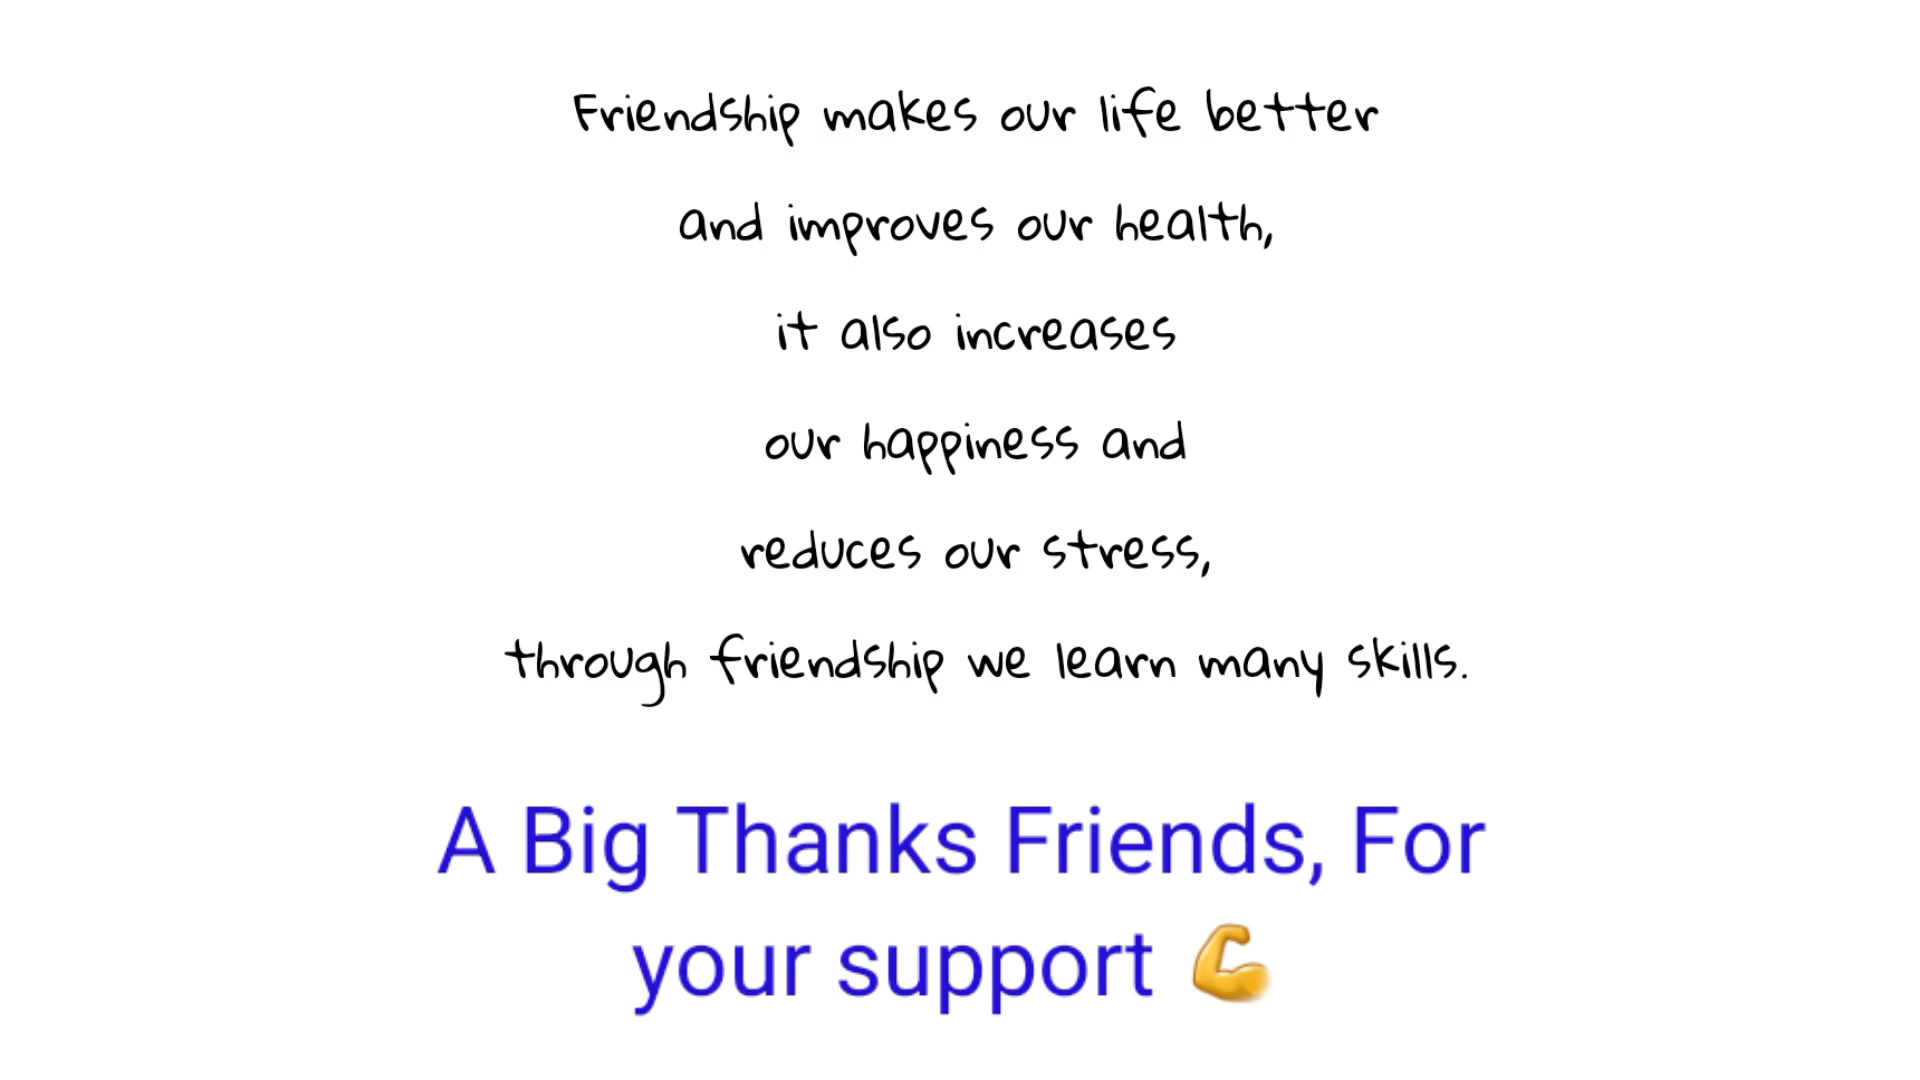 Friendship makes our life better
and improves our health,
it also increases
our happiness and
reduces our stress,
through friendship we learn many skills.
A Big Thanks Friends, For
your support 💪